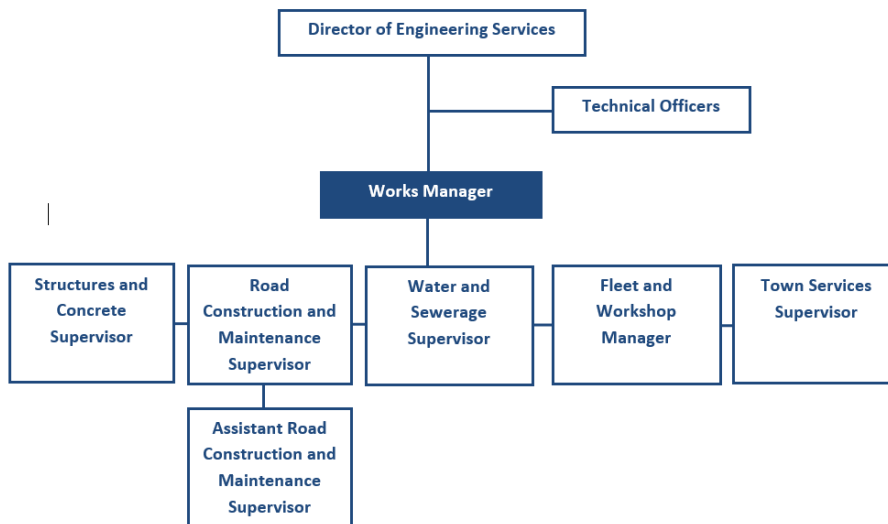 Director of Engineering Services
Technical Officers
Works Manager
Structures and
Concrete
Supervisor
Road
Construction and
Maintenance
Supervisor
Water and
Sewerage
Supervisor
Fleet and
Workshop
Manager
Town Services
Supervisor
Assistant Road
Construction and
Maintenance
Supervisor